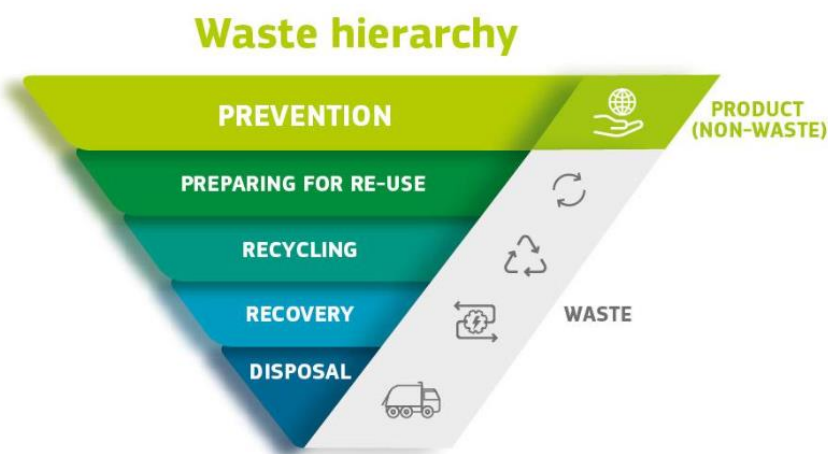 Waste hierarchy
PREVENTION
PRODUCT
(NON-WASTE)
PREPARING FOR RE-USE
RECYCLING
RECOVERY
WASTE
DISPOSAL